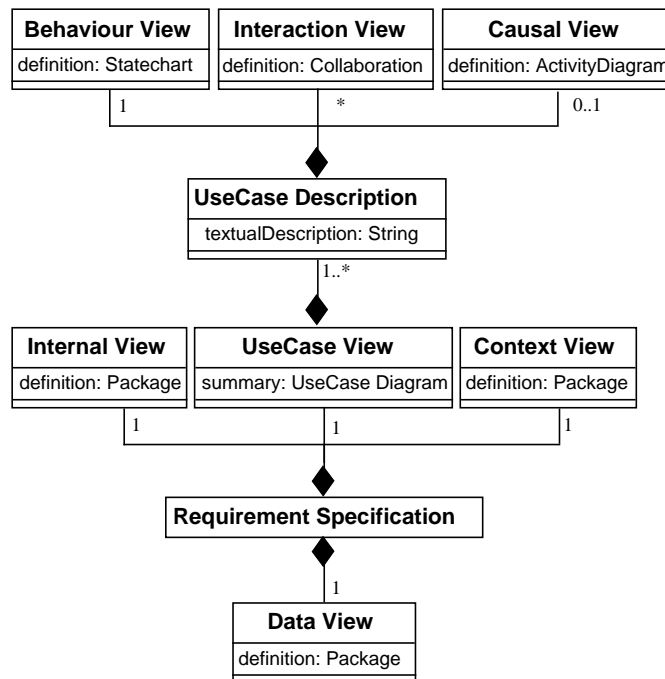 Behaviour View
definition: Statechart
Interaction View
definition: Collaboration
Causal View
definition: ActivityDiagram
1
*
0..1
UseCase Description
textualDescription: String
1..*
Internal View
definition: Package
UseCase View
summary: UseCase Diagram
Context View
definition: Package
1
1
1
Requirement Specification
1
Data View
definition: Package